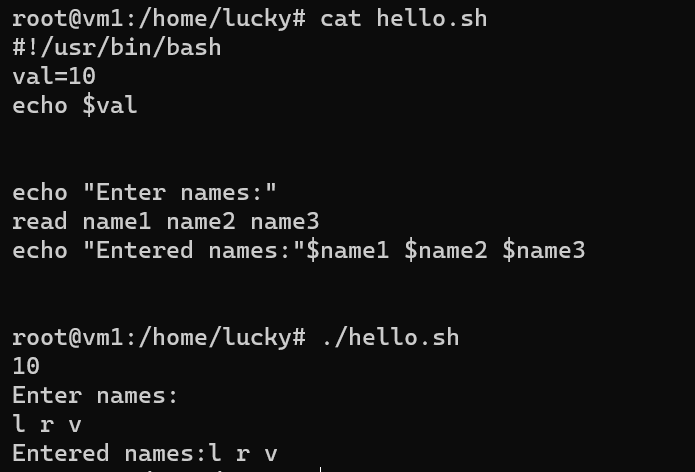 root@vm1:/home/lucky# cat hello.sh
#!/usr/bin/bash
val=10
echo $val
echo "Enter names:"
read name1 name2 name3
echo "Entered names:"$name1 $name2 $name3
root@vm1:/home/lucky# ./hello.sh
10
Enter names:
l r v
Entered names:l r v